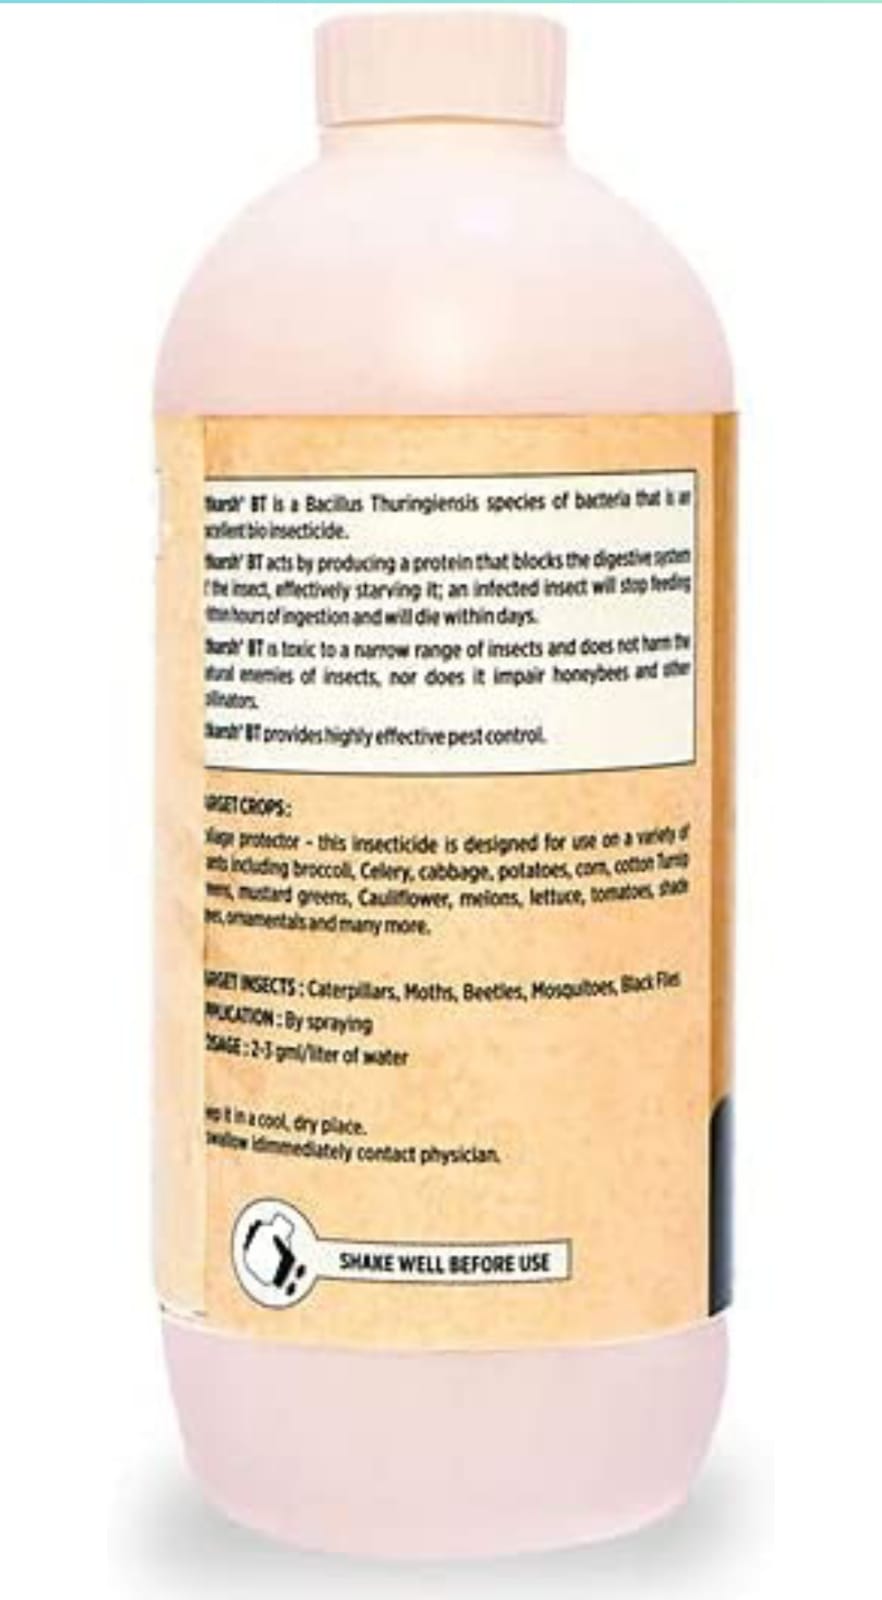 BT is a Bacillus Thuringiensis species of bacteria that is an
bio insecticide.
BT acts by producing a protein that blocks the digestive system
the insect, effectively starving it; an infected insect will stop feeding
hours of ingestion and will die within days.
BT is toxic to a narrow range of insects and does not harm the
enemies of insects, nor does it impair honeybees and other
BT provides highly effective pest control.
CROPS :
protector - this insecticide is designed for use on a variety of
including broccoli, Celery, cabbage, potatoes, corn, cotton Turnip
mustard greens, Cauliflower, melons, lettuce, tomatoes, shade
ornamentals and many more.
INSECTS : Caterpillars, Moths, Beetles, Mosquitoes, Black Flies
: By spraying
: 2-3 gml/liter of water
it in a cool, dry place.
swallow idimmediately contact physician.
SHAKE WELL BEFORE USE